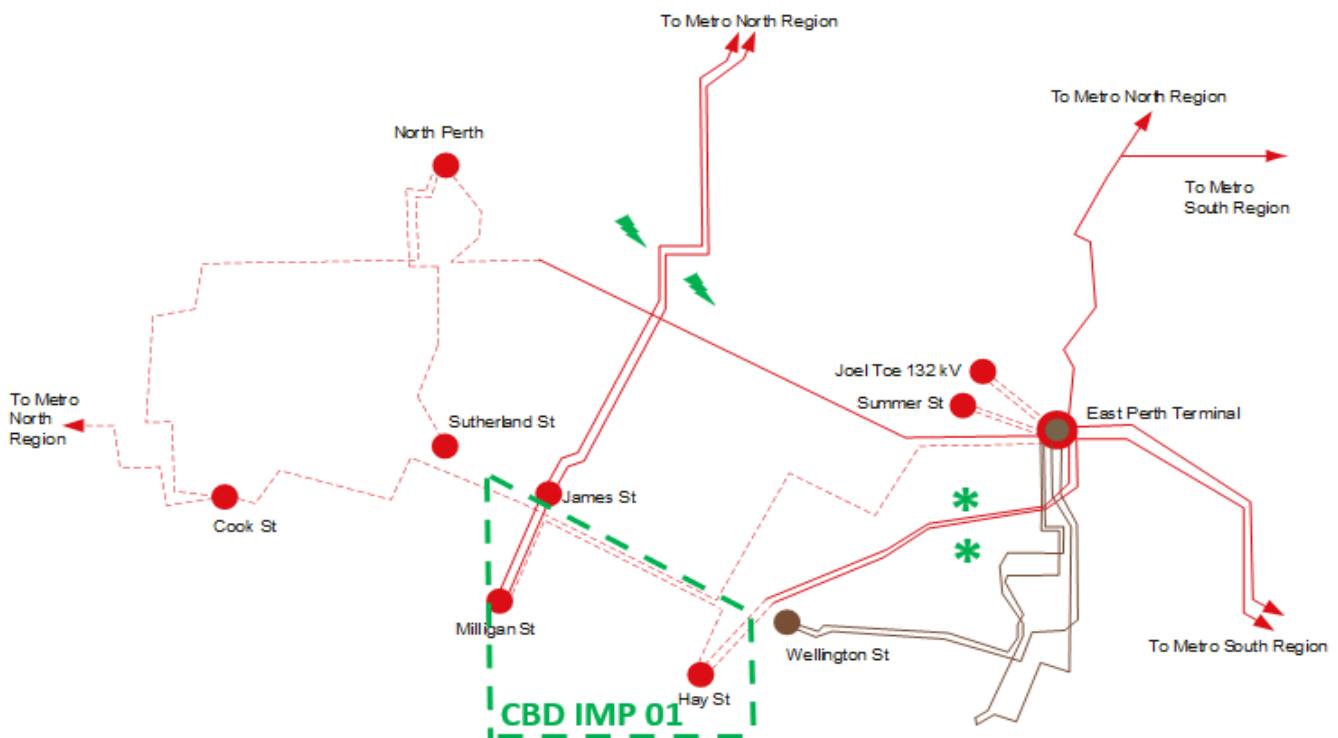 To Metro North Region
To Metro North Region
North Perth
To Metro
South Region
Joel Tce 132 kV
To Metro
North
Region
Summer St
East Perth Terminal
Sutherland St
James St
Cook St
Milligan St
Wellington St
To Metro South Region
Hay St
CBD IMP 01